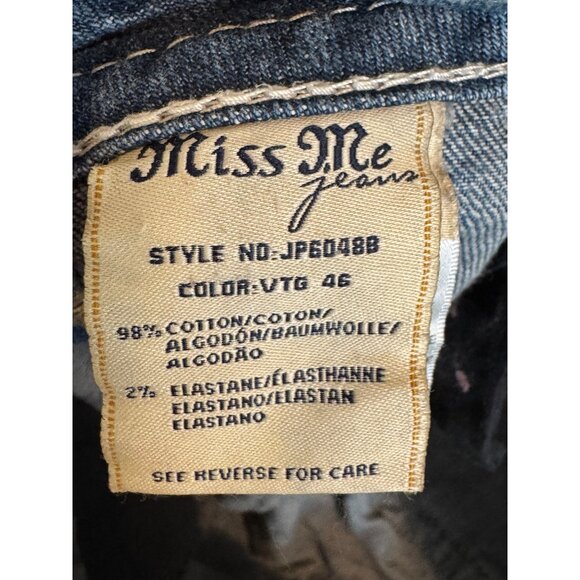 Miss Me
jeans
STYLE NO:JP6048B
COLOR:VTG 46
98% COTTON/COTON/
ALGODÓN/BAUMWOLLE/
ALGODÃO
2% ELASTANE/ÉLASTHANNE
ELASTANO/ELASTAN
ELASTANO
SEE REVERSE FOR CARE